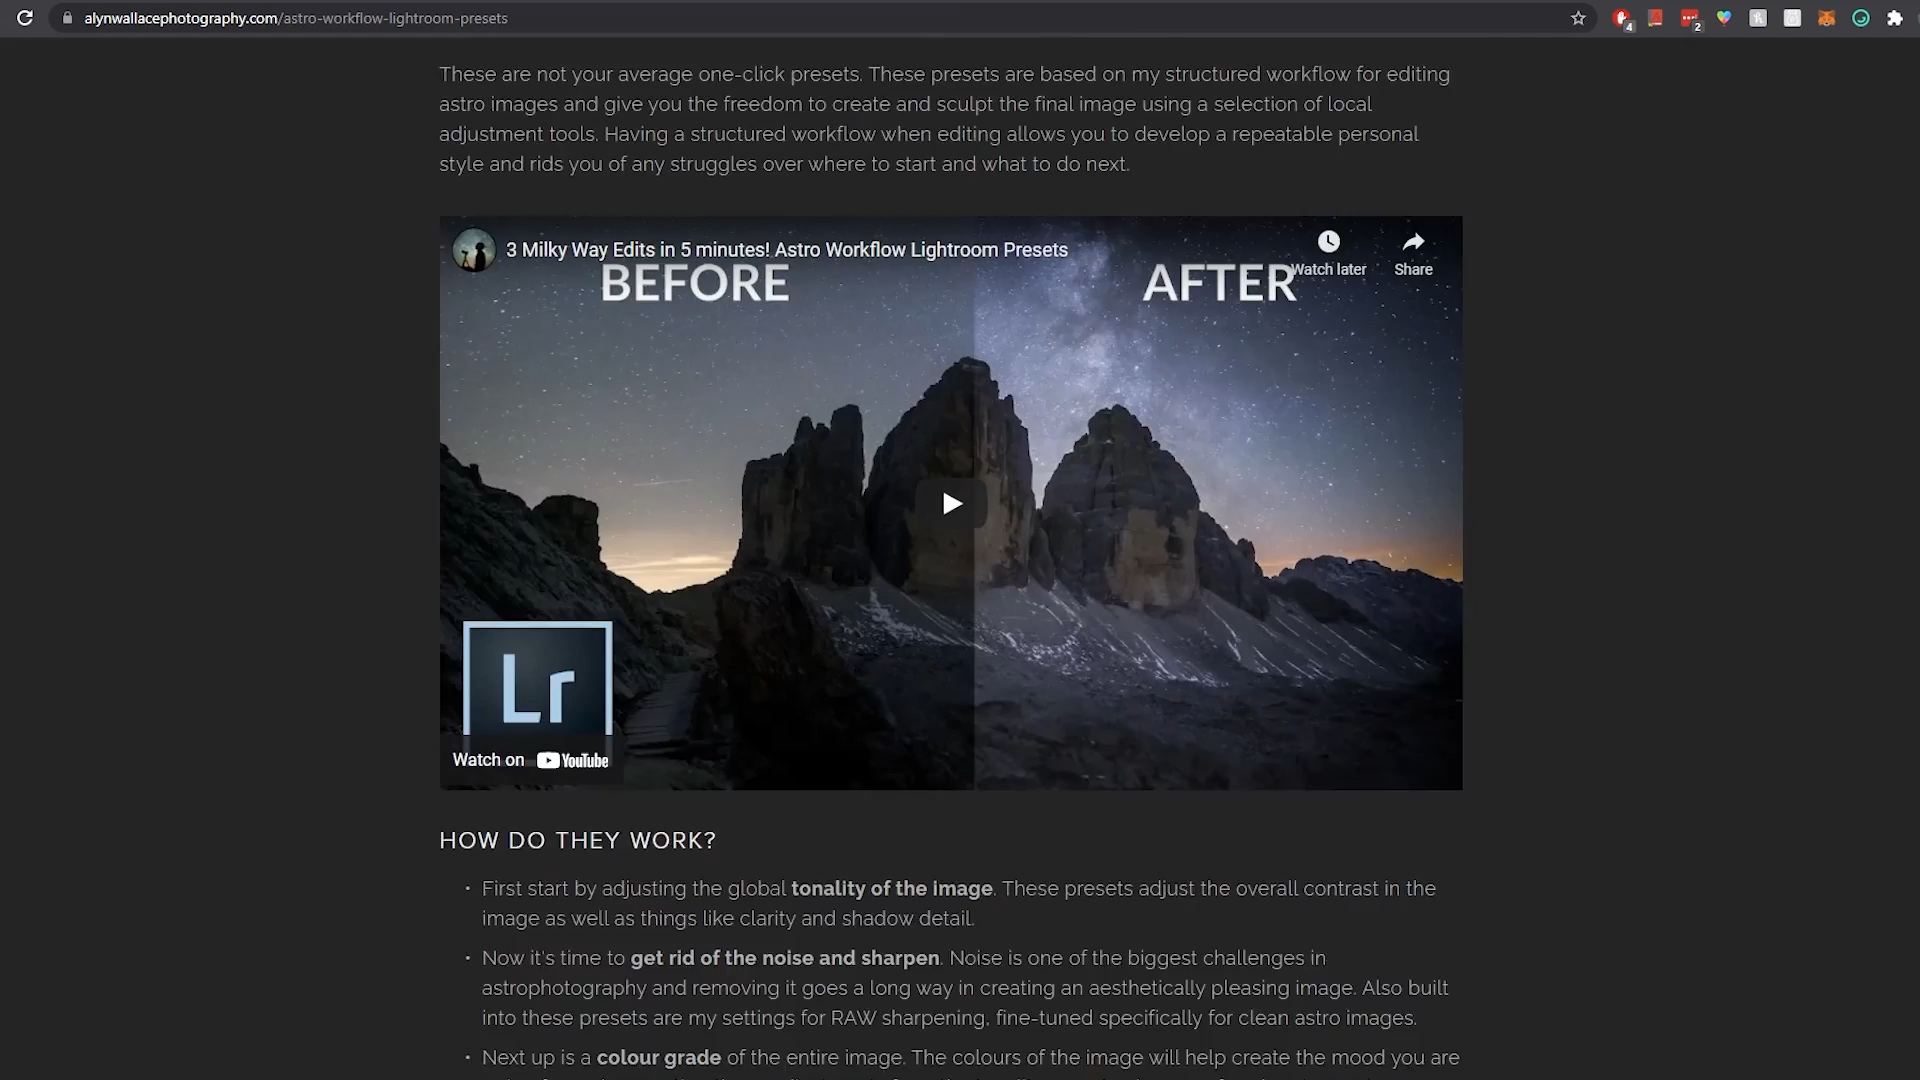 alynwallacephotography.com/astro-workflow-lightroom-presets
4
2
These are not your average one-click presets. These presets are based on my structured workflow for editing
astro images and give you the freedom to create and sculpt the final image using a selection of local
adjustment tools. Having a structured workflow when editing allows you to develop a repeatable personal
style and rids you of any struggles over where to start and what to do next.
3 Milky Way Edits in 5 minutes! Astro Workflow Lightroom Presets
Watch later
Share
BEFORE
AFTER
Lr
Watch on YouTube
HOW DO THEY WORK?
• First start by adjusting the global tonality of the image. These presets adjust the overall contrast in the
image as well as things like clarity and shadow detail.
• Now it's time to get rid of the noise and sharpen. Noise is one of the biggest challenges in
astrophotography and removing it goes a long way in creating an aesthetically pleasing image. Also built
into these presets are my settings for RAW sharpening, fine-tuned specifically for clean astro images.
• Next up is a colour grade of the entire image. The colours of the image will help create the mood you are